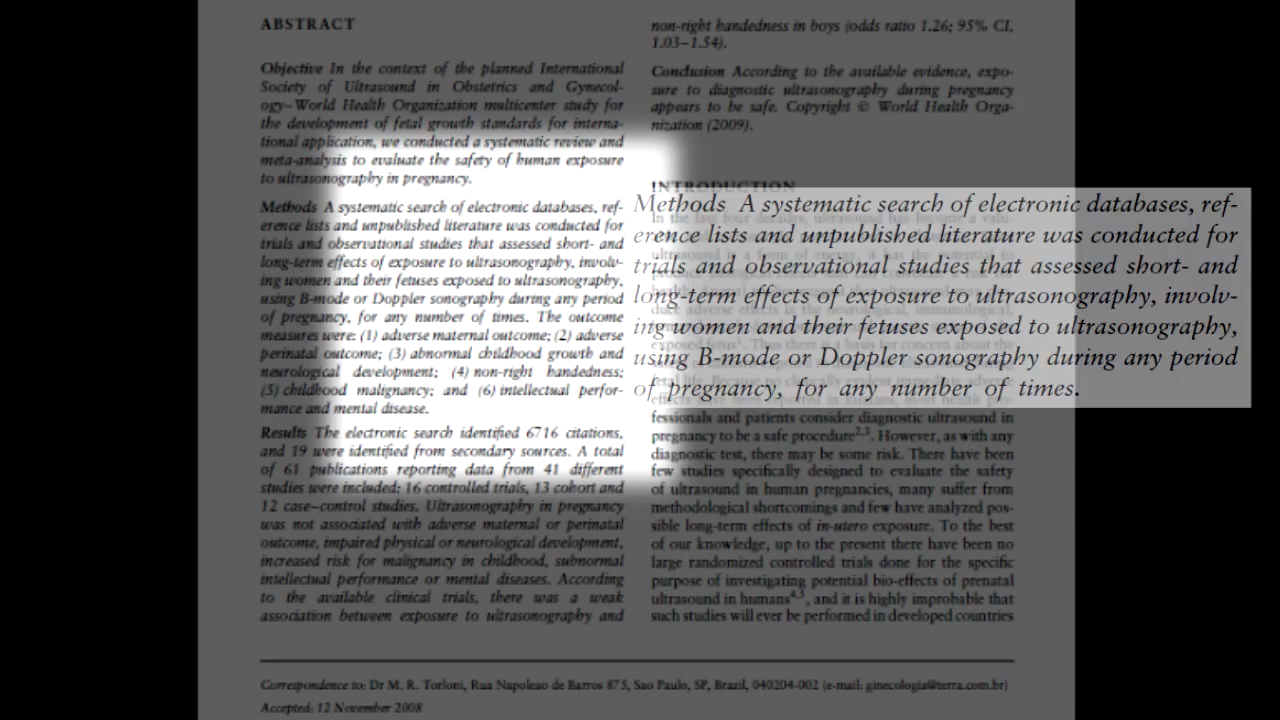 ABSTRACT
Objective In the context of the planned International
Society of Ultrasound in Obstetrics and Gynecol-
ogy–World Health Organization multicenter study for
the development of fetal growth standards for interna-
tional application, we conducted a systematic review and
meta-analysis to evaluate the safety of human exposure
to ultrasonography in pregnancy.
Methods A systematic search of electronic databases, ref-
erence lists and unpublished literature was conducted for
trials and observational studies that assessed short- and
long-term effects of exposure to ultrasonography, involv-
ing women and their fetuses exposed to ultrasonography,
using B-mode or Doppler sonography during any period
of pregnancy, for any number of times. The outcome
measures were: (1) adverse maternal outcome; (2) adverse
perinatal outcome; (3) abnormal childhood growth and
neurological development; (4) non-right handedness;
(5) childhood malignancy; and (6) intellectual perfor-
mance and mental disease.
Results The electronic search identified 6716 citations,
and 19 were identified from secondary sources. A total
of 61 publications reporting data from 41 different
studies were included: 16 controlled trials, 13 cohort and
12 case–control studies. Ultrasonography in pregnancy
was not associated with adverse maternal or perinatal
outcome, impaired physical or neurological development,
increased risk for malignancy in childhood, subnormal
intellectual performance or mental diseases. According
to the available clinical trials, there was a weak
association between exposure to ultrasonography and
non-right handedness in boys (odds ratio 1.26; 95% CI,
1.03–1.54).
Conclusion According to the available evidence, expo-
sure to diagnostic ultrasonography during pregnancy
appears to be safe. Copyright © World Health Orga-
nization (2009).
INTRODUCTION
Methods A systematic search of electronic databases, ref-
erence lists and unpublished literature was conducted for
trials and observational studies that assessed short- and
long-term effects of exposure to ultrasonography, involv-
ing women and their fetuses exposed to ultrasonography,
using B-mode or Doppler sonography during any period
of pregnancy, for any number of times.
fessionals and patients consider diagnostic ultrasound in
pregnancy to be a safe procedure2,3. However, as with any
diagnostic test, there may be some risk. There have been
few studies specifically designed to evaluate the safety
of ultrasound in human pregnancies, many suffer from
methodological shortcomings and few have analyzed pos-
sible long-term effects of in-utero exposure. To the best
of our knowledge, up to the present there have been no
large randomized controlled trials done for the specific
purpose of investigating potential bio-effects of prenatal
ultrasound in humans4,5, and it is highly improbable that
such studies will ever be performed in developed countries
Correspondence to: Dr M. R. Torloni, Rua Napoleao de Barros 875, Sao Paulo, SP, Brazil, 040204-002 (e-mail: ginecologia@terra.com.br)
Accepted: 12 November 2008